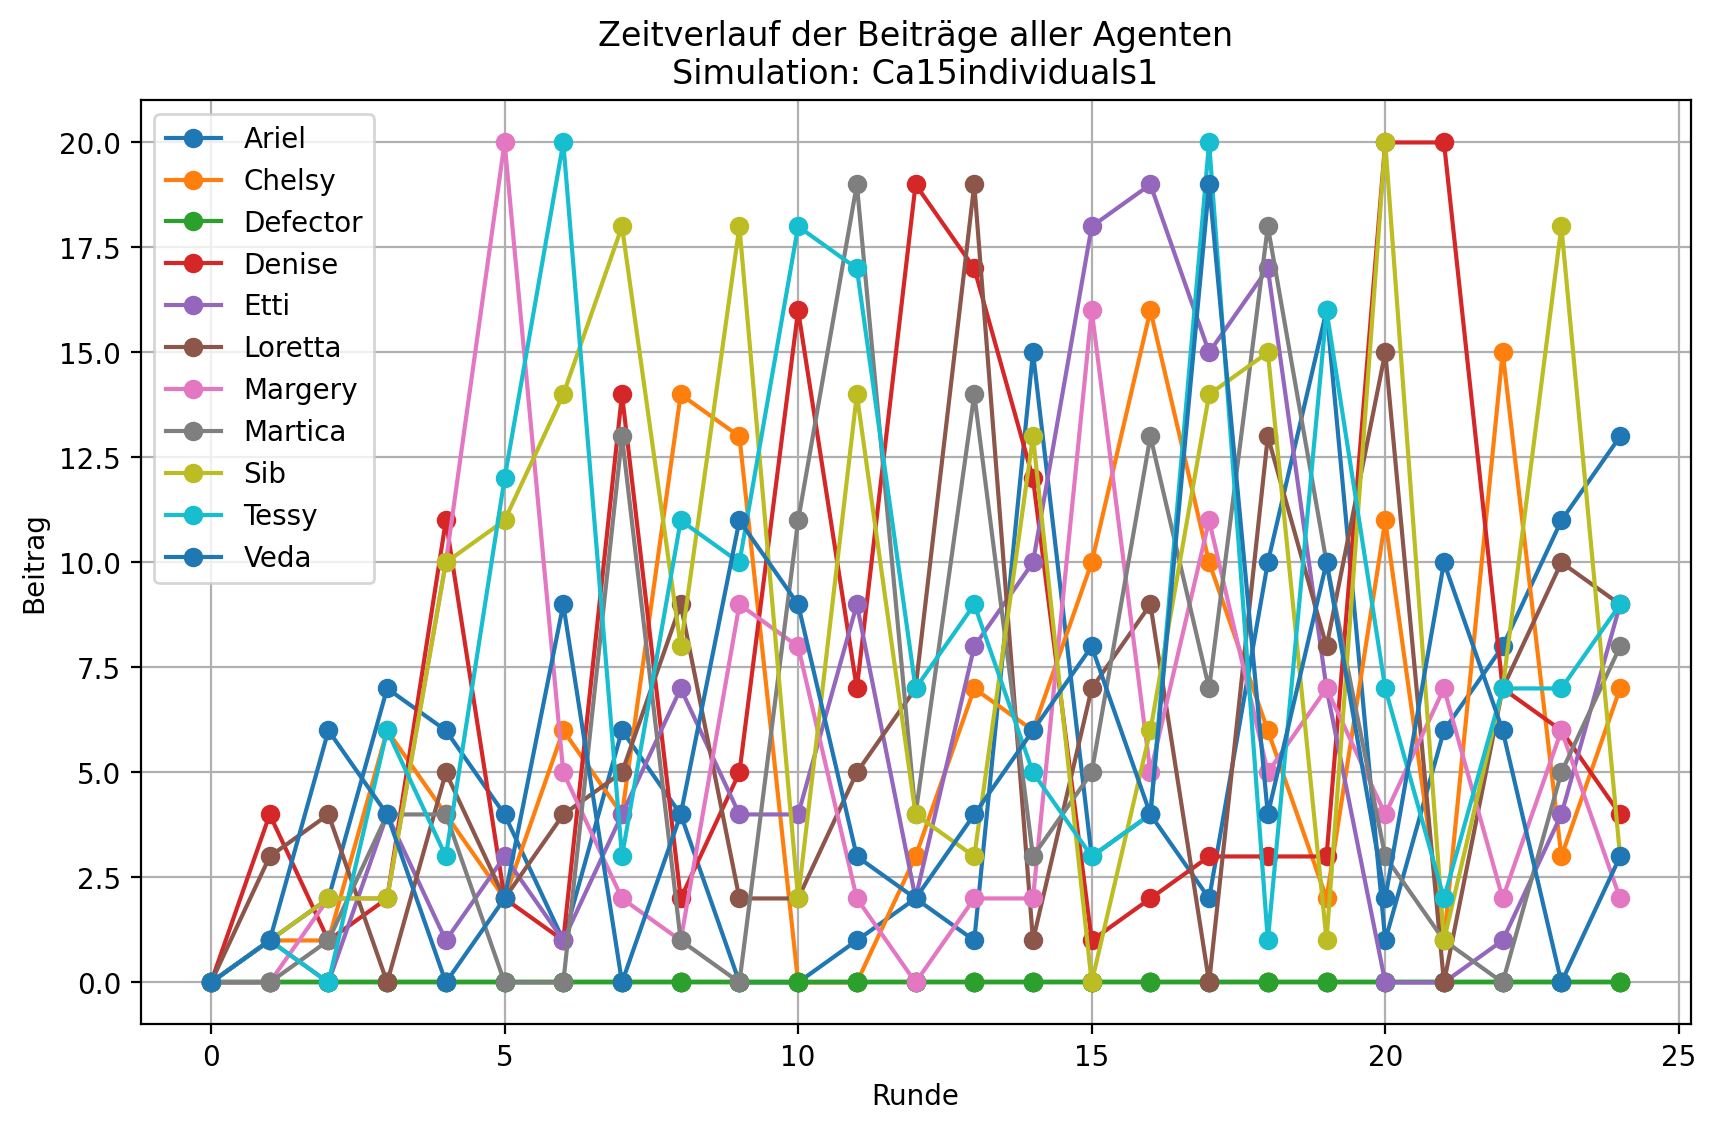 Zeitverlauf der Beiträge aller Agenten
Simulation: Ca15individuals1
Beitrag
20.0
17.5
15.0
12.5
10.0
7.5
5.0
2.5
0.0
Ariel
Chelsy
Defector
Denise
Etti
Loretta
Margery
Martica
Sib
Tessy
Veda
0 5 10 15 20 25
Runde